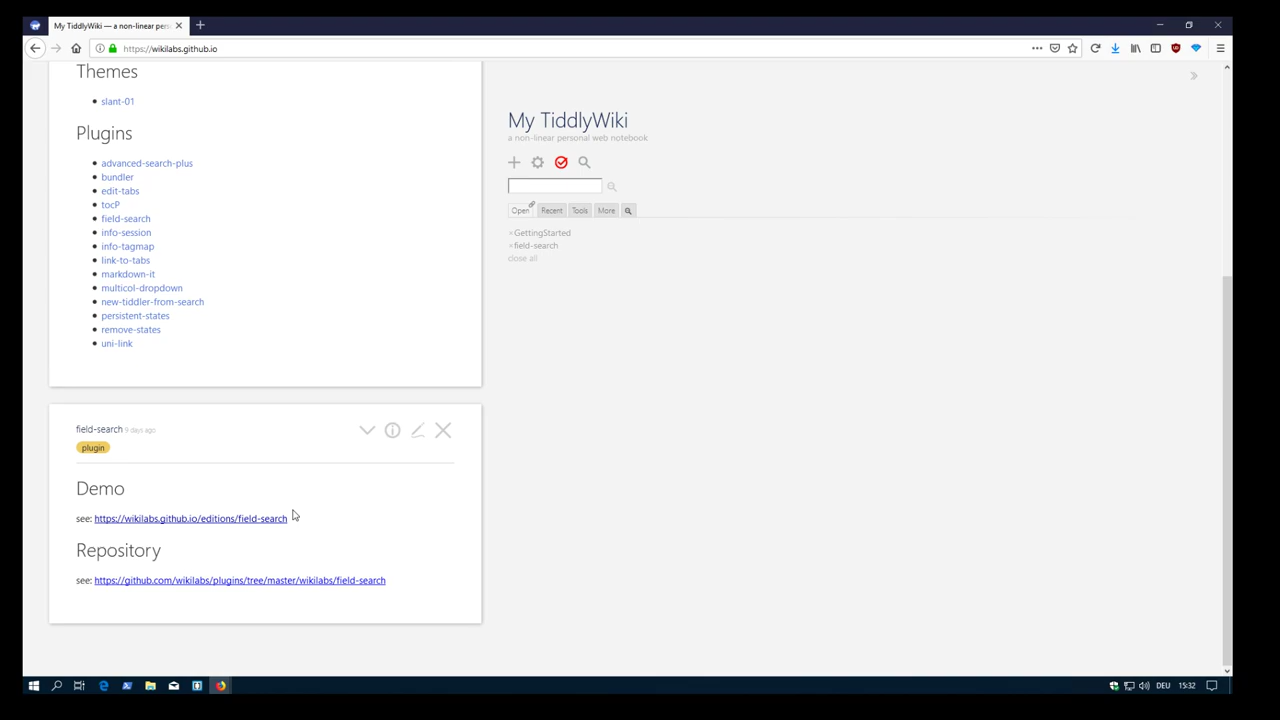 My TiddlyWiki — a non-linear pers
https://wikilabs.github.io
Themes
slant-01
Plugins
advanced-search-plus
bundler
edit-tabs
tocP
field-search
info-session
info-tagmap
link-to-tabs
markdown-it
multicol-dropdown
new-tiddler-from-search
persistent-states
remove-states
uni-link
field-search 9 days ago
plugin
Demo
see: https://wikilabs.github.io/editions/field-search
Repository
see: https://github.com/wikilabs/plugins/tree/master/wikilabs/field-search
My TiddlyWiki
a non-linear personal web notebook
Open Recent Tools More
GettingStarted
field-search
close all
DEU 15:32